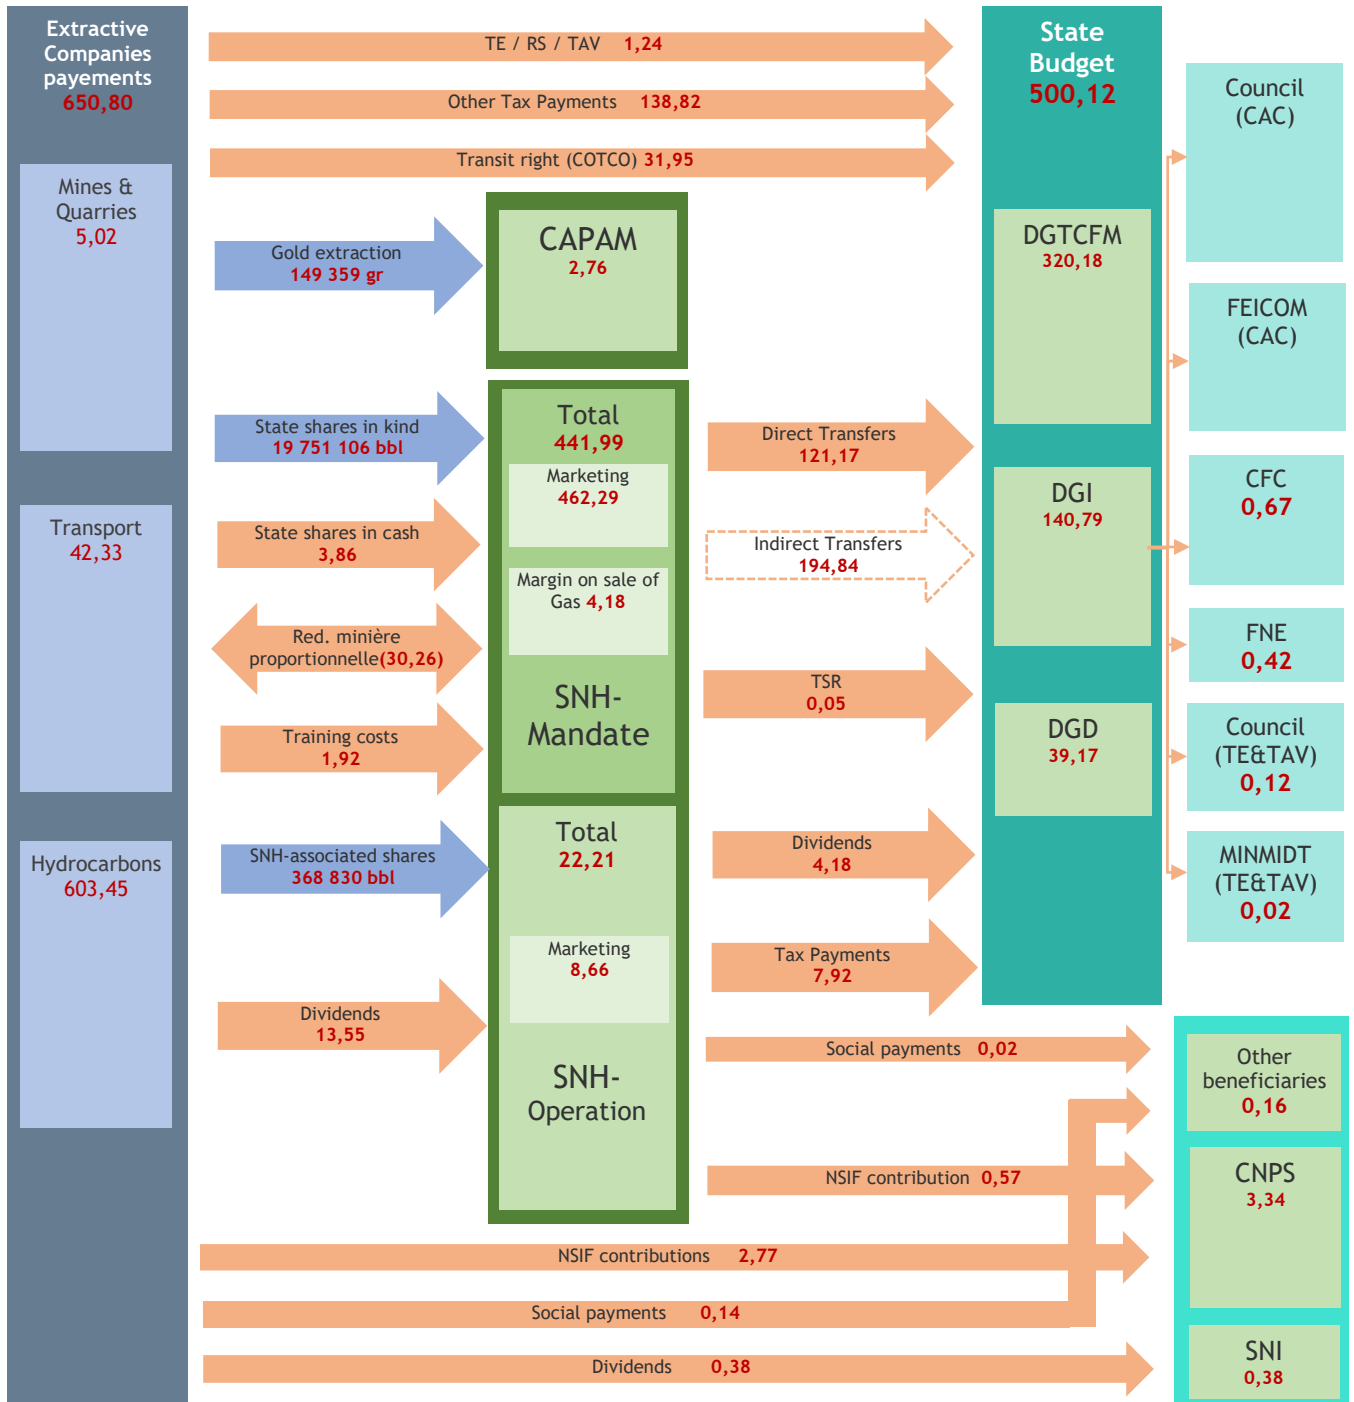 Extractive
Companies
payements
650,80
Mines &
Quarries
5,02
Transport
42,33
Hydrocarbons
603,45
TE / RS / TAV 1,24
Other Tax Payments 138,82
Transit right (COTCO) 31,95
Gold extraction
149 359 gr
State shares in kind
19 751 106 bbl
State shares in cash
3,86
Red. minière
proportionnelle(30,26)
Training costs
1,92
SNH-associated shares
368 830 bbl
Dividends
13,55
CAPAM
2,76
Total
441,99
Marketing
462,29
Margin on sale of
Gas 4,18
SNH-
Mandate
Total
22,21
Marketing
8,66
SNH-
Operation
Direct Transfers
121,17
Indirect Transfers
194,84
TSR
0,05
Dividends
4,18
Tax Payments
7,92
Social payments 0,02
NSIF contribution 0,57
NSIF contributions 2,77
Social payments 0,14
Dividends 0,38
State
Budget
500,12
DGTCFM
320,18
DGI
140,79
DGD
39,17
Council
(CAC)
FEICOM
(CAC)
CFC
0,67
FNE
0,42
Council
(TE&TAV)
0,12
MINMIDT
(TE&TAV)
0,02
Other
beneficiaries
0,16
CNPS
3,34
SNI
0,38